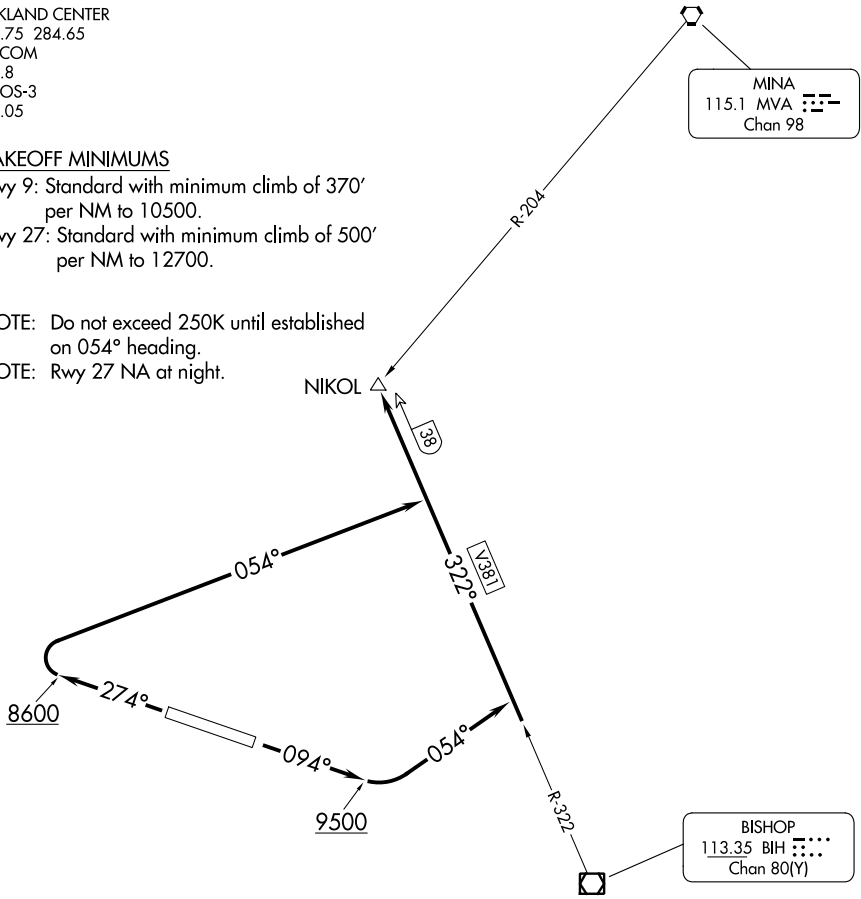 KLAND CENTER
.75 284.65
COM
.8
OS-3
.05
AKEOFF MINIMUMS
wy 9: Standard with minimum climb of 370'
per NM to 10500.
wy 27: Standard with minimum climb of 500'
per NM to 12700.
OTE: Do not exceed 250K until established
on 054° heading.
OTE: Rwy 27 NA at night.
MINA
115.1 MVA
Chan 98
R-204
NIKOL
38
054°
V381
322°
274°
8600
094°
054°
9500
R-322
BISHOP
113.35 BIH
Chan 80(Y)